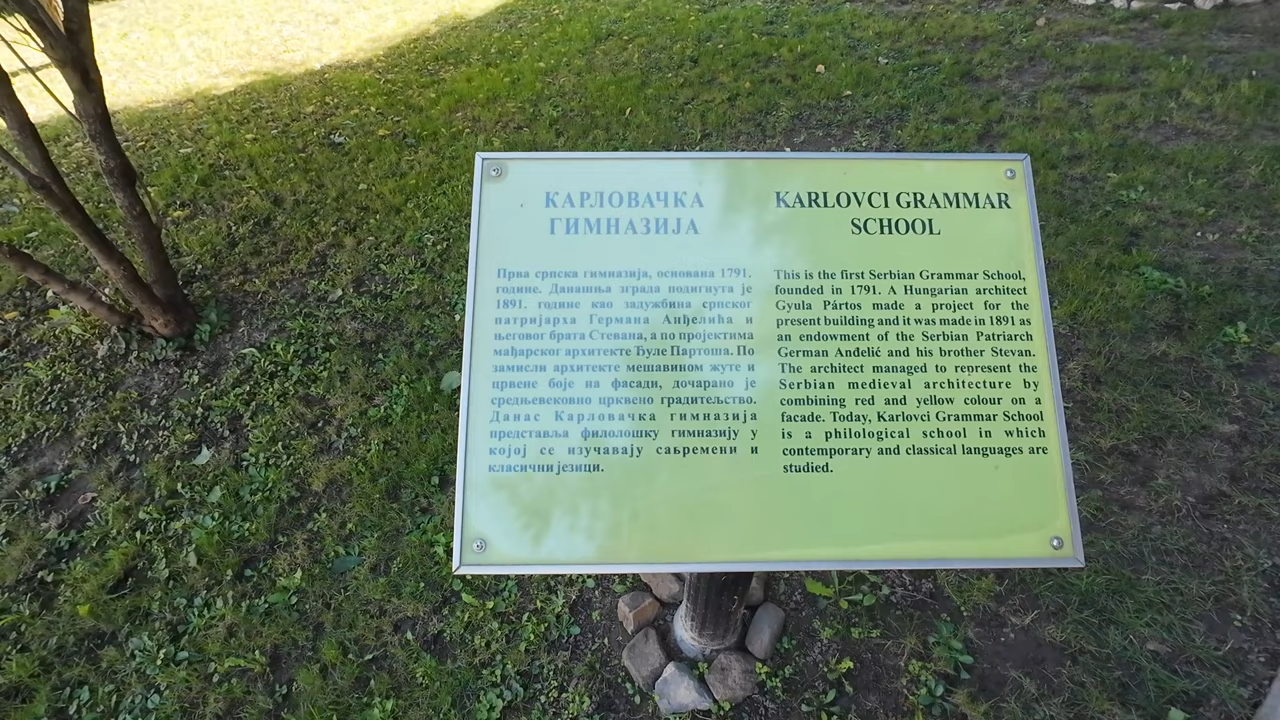 КАРЛОВАЧКА
ГИМНАЗИЈА
Прва српска гимназија, основана 1791.
године. Данашња зграда подигнута је
1891. године као задужбина српског
патријарха Германа Анђелића и
његовог брата Стевана, а по пројектима
мађарског архитекте Ђуле Партоша. По
замисли архитекте мешавином жуте и
црвене боје на фасади, дочарано је
средњевековно црквено градитељство.
Данас Карловачка гимназија
представља филолошку гимназију у
којој се изучавају савремени и
класични језици.
KARLOVCI GRAMMAR
SCHOOL
This is the first Serbian Grammar School,
founded in 1791. A Hungarian architect
Gyula Pártos made a project for the
present building and it was made in 1891 as
an endowment of the Serbian Patriarch
German Anđelić and his brother Stevan.
The architect managed to represent the
Serbian medieval architecture by
combining red and yellow colour on a
facade. Today, Karlovci Grammar School
is a philological school in which
contemporary and classical languages are
studied.